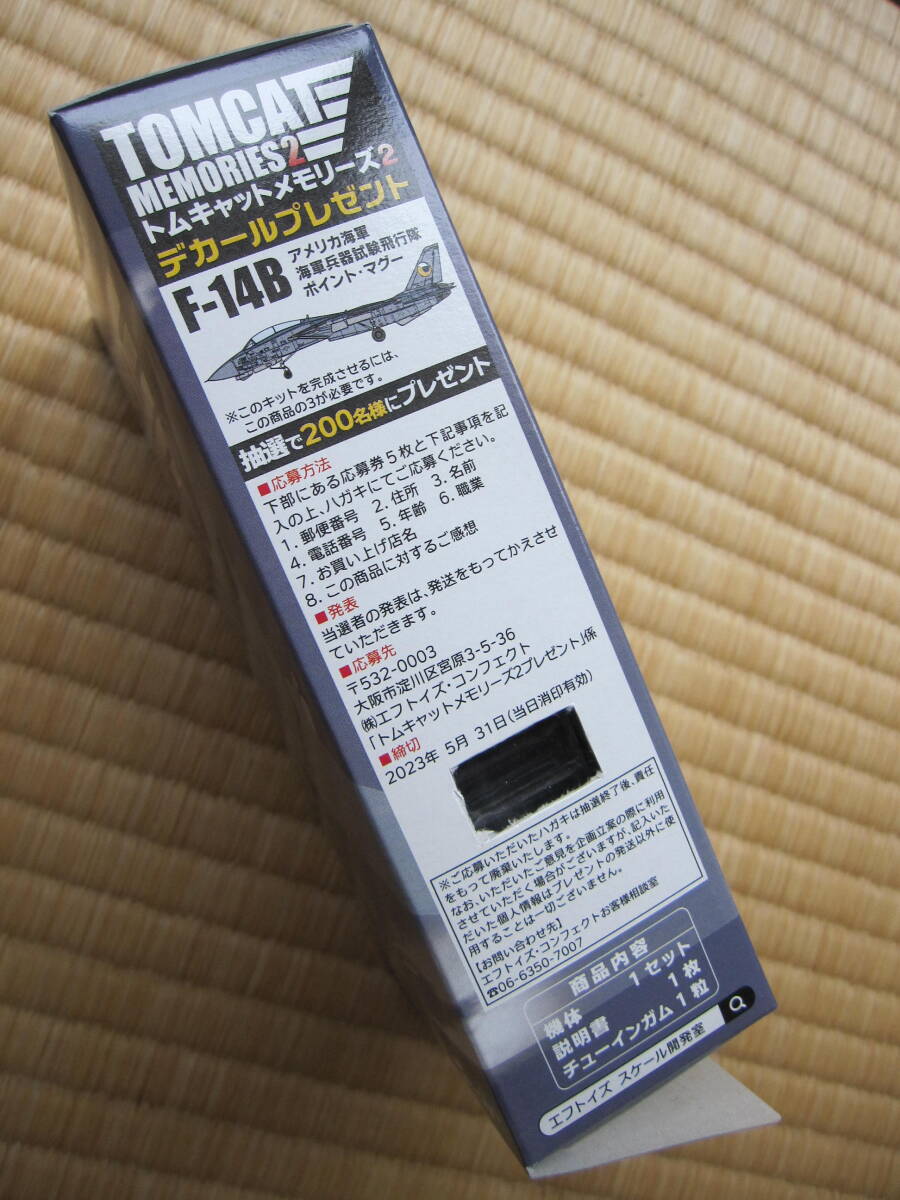 TOMCAT
MEMORIES2
トムキャットメモリーズ2
デカールプレゼント
F-14B
アメリカ海軍
海軍兵器試験飛行隊
ポイント・マグー
※このキットを完成させるには、
この商品の3が必要です。
抽選で200名様にプレゼント
■応募方法
下部にある応募券5枚と下記事項を記
入の上、ハガキにてご応募ください。
1. 郵便番号 2. 住所 3. 名前
4. 電話番号 5. 年齢 6. 職業
7. お買い上げ店名
8. この商品に対するご感想
■発表
当選者の発表は、発送をもってかえさせ
ていただきます。
■応募先
〒532-0003
大阪市淀川区宮原3-5-36
㈱エフトイズ・コンフェクト
「トムキャットメモリーズ2プレゼント」係
■締切
2023年 5月 31日(当日消印有効)
※ご応募いただいたハガキは抽選終了後、責任
をもって廃棄いたします。
なお、いただいたご意見を企画立案の際に利用
させていただく場合がございますが、記入いた
だいた個人情報はプレゼントの発送以外に使
用することは一切ございません。
【お問い合わせ先】
エフトイズ・コンフェクトお客様相談室
☎06-6350-7007
商品内容
機体 1セット
説明書 1枚
チューインガム 1粒
エフトイズ スケール開発室